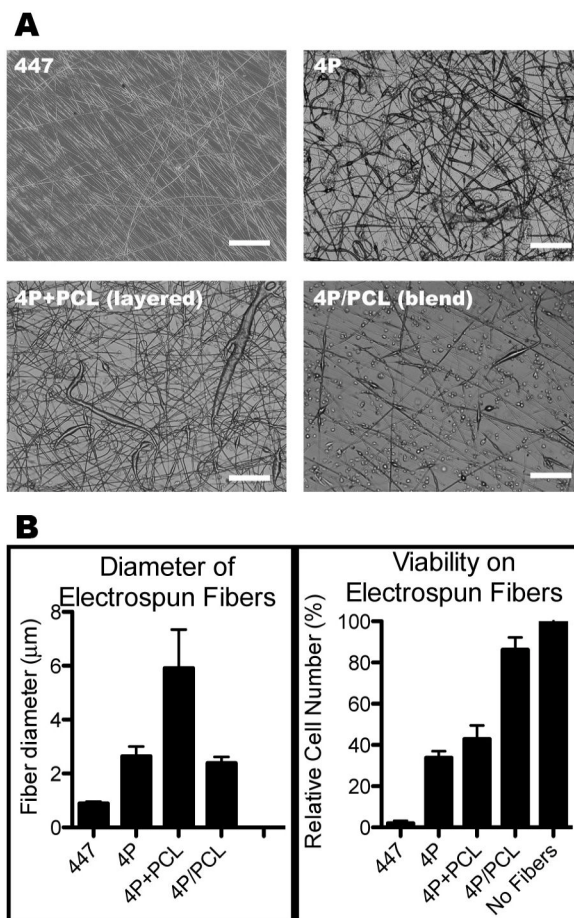 A
447
4P
4P+PCL (layered)
4P/PCL (blend)
B
Diameter of
Electrospun Fibers
Fiber diameter (μm)
8
6
4
2
0
447
4P
4P+PCL
4P/PCL
Viability on
Electrospun Fibers
Relative Cell Number (%)
100
80
60
40
20
0
447
4P
4P+PCL
4P/PCL
No Fibers